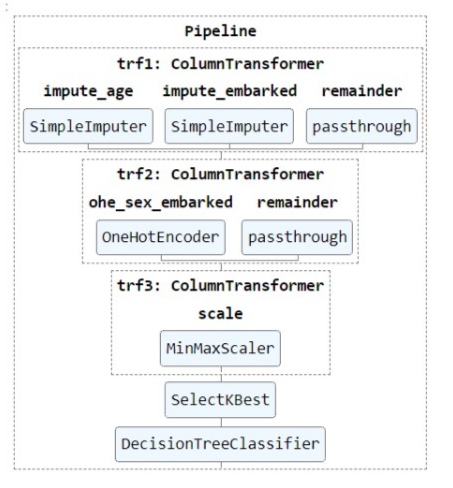 :
Pipeline
trf1: ColumnTransformer
impute_age impute_embarked remainder
SimpleImputer SimpleImputer passthrough
trf2: ColumnTransformer
ohe_sex_embarked remainder
OneHotEncoder passthrough
trf3: ColumnTransformer
scale
MinMaxScaler
SelectKBest
DecisionTreeClassifier